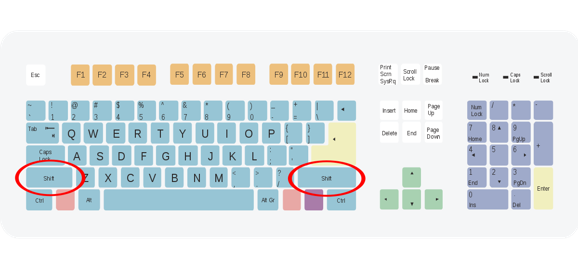 Esc F1 F2 F3 F4 F5 F6 F7 F8 F9 F10 F11 F12 Print Scrn SysRq Scroll Lock Pause Break Num Lock Caps Lock Scroll Lock
~ ` ! 1 @ 2 # 3 $ 4 % 5 ^ 6 & 7 * 8 ( 9 ) 0 _ - + = | \ Insert Home Page Up Num Lock / * -
Tab Q W E R T Y U I O P { [ } ] Delete End Page Down 7 Home 8 9 PgUp +
Caps Lock A S D F G H J K L : ; " ' 4 5 6
Shift Z X C V B N M < , > . ? / Shift 1 End 2 3 PgDn Enter
Ctrl Alt Alt Gr Ctrl 0 Ins . Del